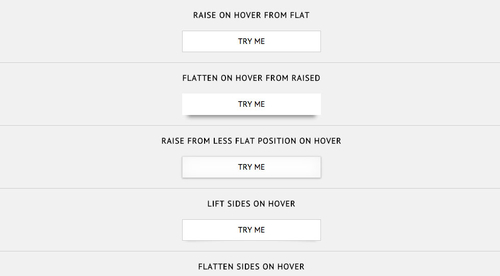 RAISE ON HOVER FROM FLAT
TRY ME
FLATTEN ON HOVER FROM RAISED
TRY ME
RAISE FROM LESS FLAT POSITION ON HOVER
TRY ME
LIFT SIDES ON HOVER
TRY ME
FLATTEN SIDES ON HOVER